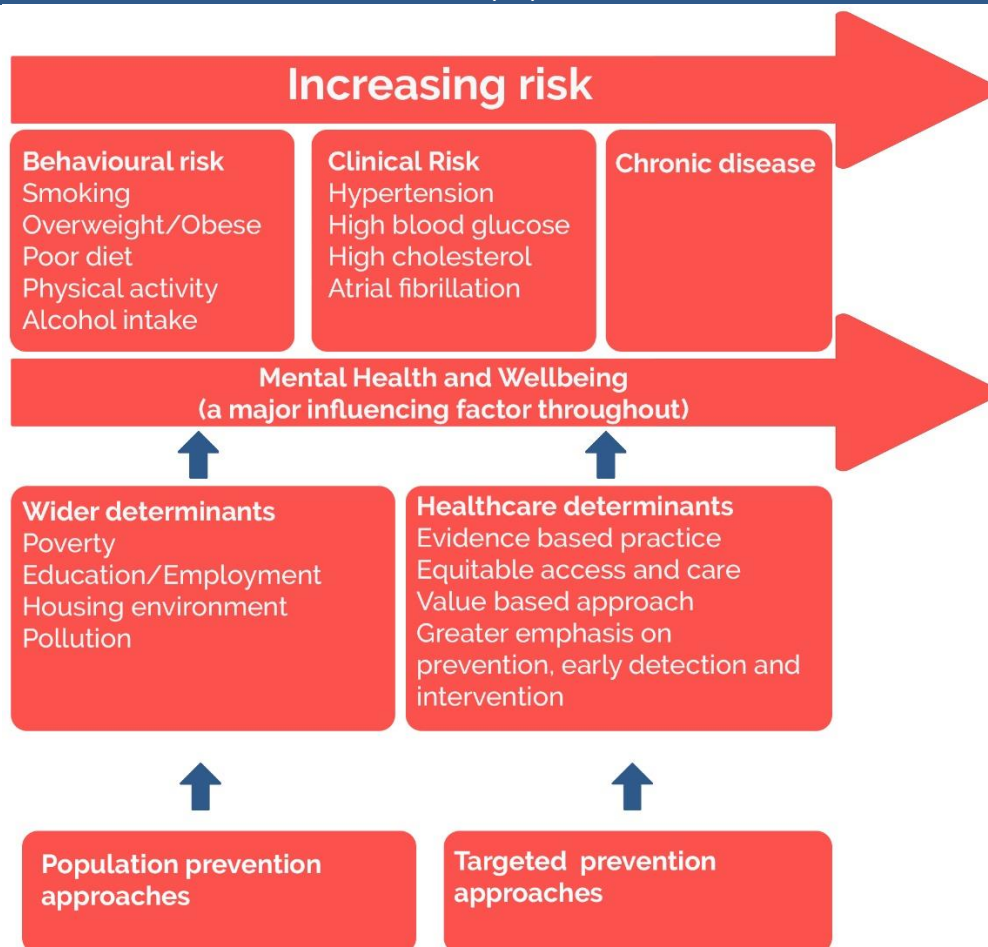 Increasing risk
Behavioural risk
Smoking
Overweight/Obese
Poor diet
Physical activity
Alcohol intake
Clinical Risk
Hypertension
High blood glucose
High cholesterol
Atrial fibrillation
Chronic disease
Mental Health and Wellbeing
(a major influencing factor throughout)
Wider determinants
Poverty
Education/Employment
Housing environment
Pollution
Healthcare determinants
Evidence based practice
Equitable access and care
Value based approach
Greater emphasis on
prevention, early detection and
intervention
Population prevention
approaches
Targeted prevention
approaches